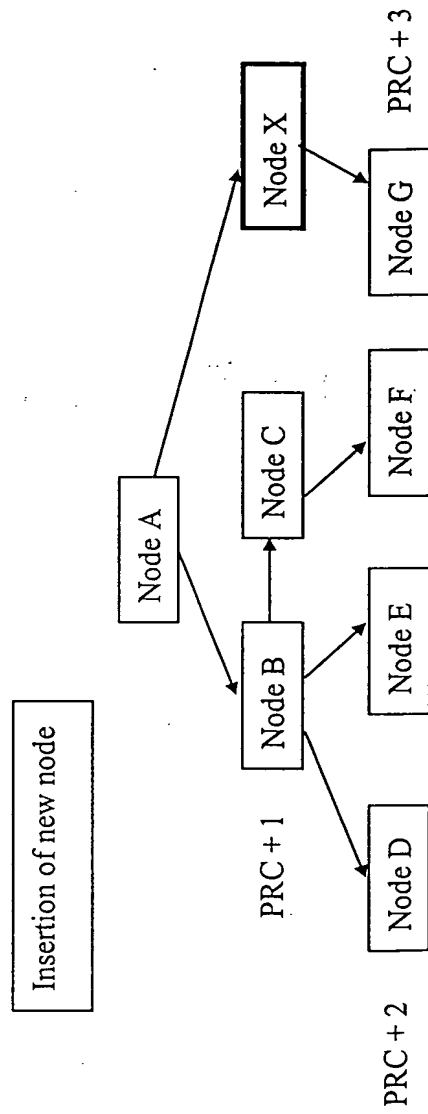 Insertion of new node
Node A
PRC + 1
Node B
Node C
Node X
PRC + 2
Node D
Node E
Node F
Node G
PRC + 3